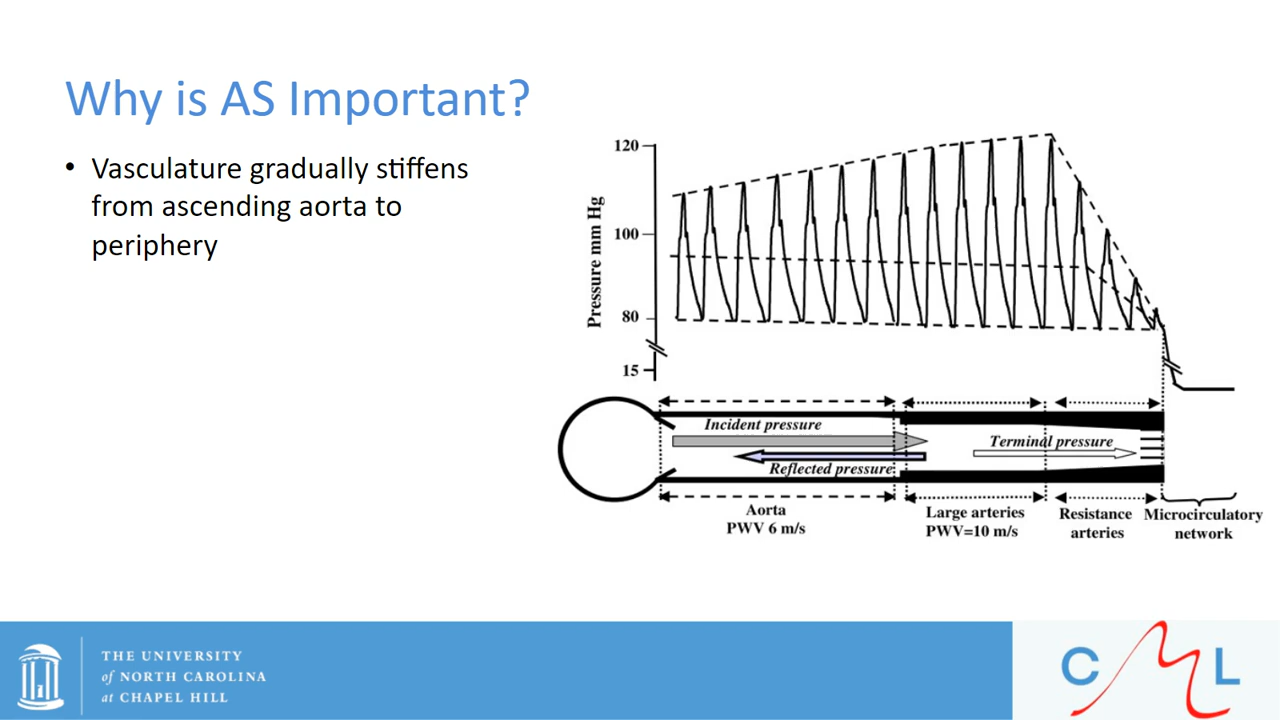 Why is AS Important?
• Vasculature gradually stiffens
from ascending aorta to
periphery
Pressure mm Hg
120
100
80
15
Incident pressure
Reflected pressure
Terminal pressure
Aorta
PWV 6 m/s
Large arteries
PWV=10 m/s
Resistance
arteries
Microcirculatory
network
THE UNIVERSITY
of NORTH CAROLINA
at CHAPEL HILL
CML